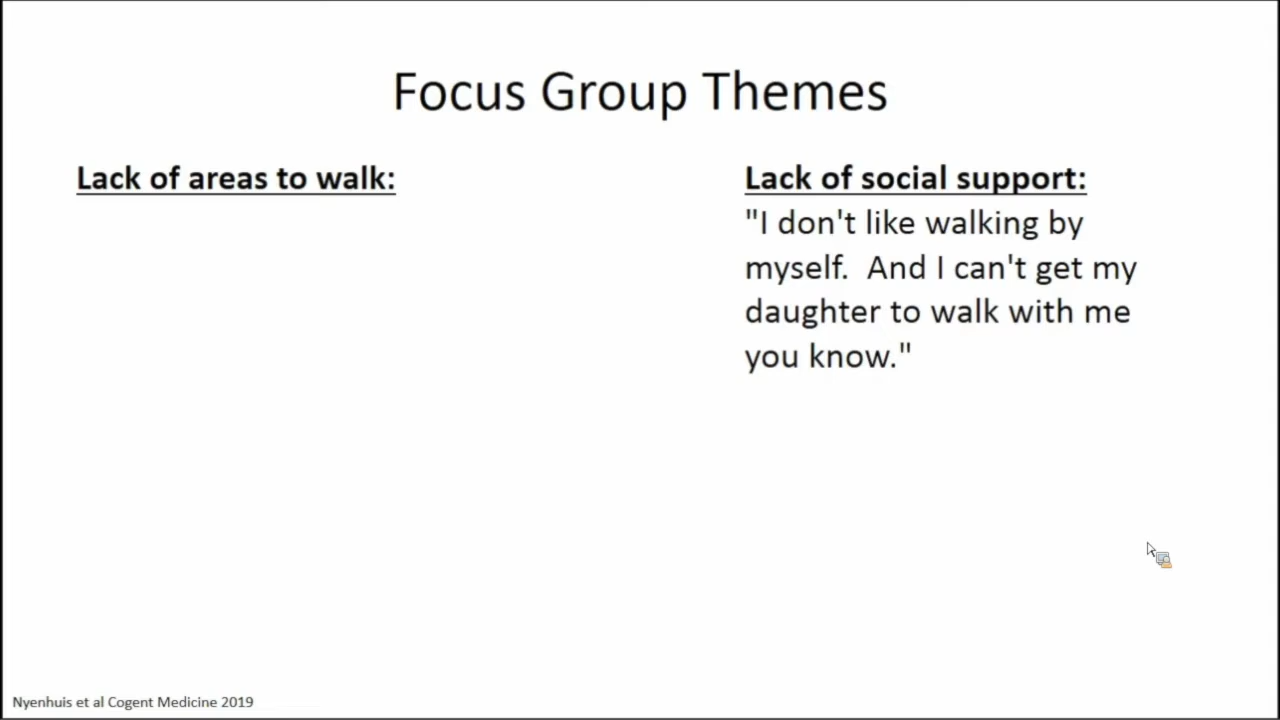 Focus Group Themes
Lack of areas to walk:
Lack of social support:
"I don't like walking by
myself.  And I can't get my
daughter to walk with me
you know."
Nyenhuis et al Cogent Medicine 2019